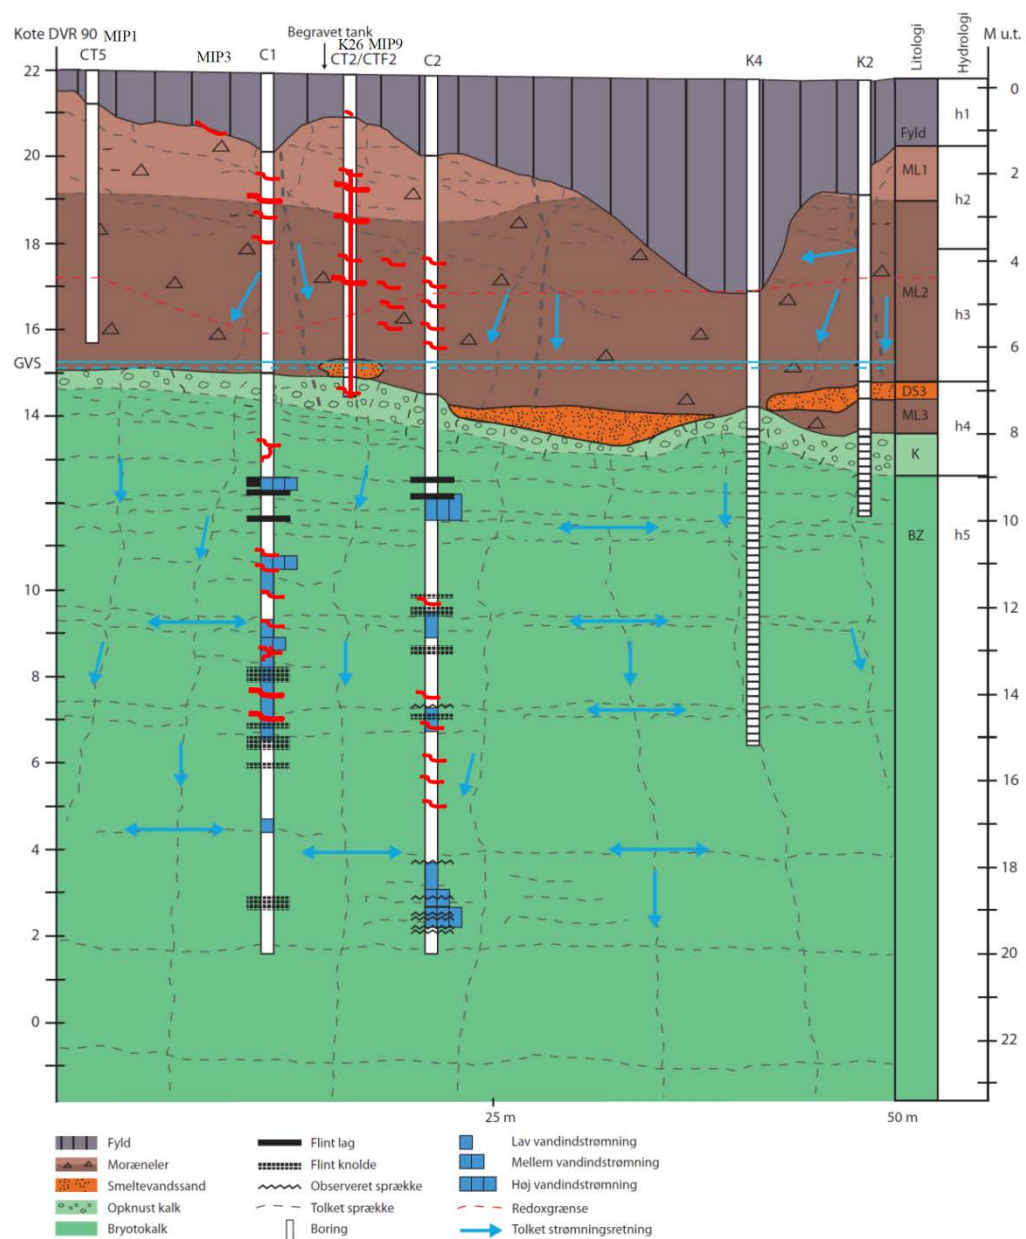 Kote DVR 90 MIP1
Begravet tank
K26 MIP9
CT5
MIP3
C1
CT2/CTF2
C2
K4
K2
Litologi
Hydrologi
M u.t.
22
20
18
16
GVS
14
10
8
6
4
2
0
Fyld
ML1
ML2
DS3
ML3
K
BZ
h1
h2
h3
h4
h5
0
2
4
6
8
10
12
14
16
18
20
22
25 m
50 m
Fyld
Moræneler
Smeltevandssand
Opknust kalk
Bryotokalk
Flint lag
Flint knolde
Observeret sprække
Tolket sprække
Boring
Lav vandindstrømning
Mellem vandindstrømning
Høj vandindstrømning
Redoxgrænse
Tolket strømningsretning